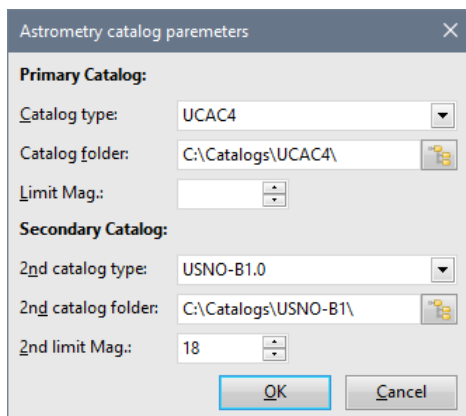 Astrometry catalog paremeters
Primary Catalog:
Catalog type: UCAC4
Catalog folder: C:\Catalogs\UCAC4\
Limit Mag.:
Secondary Catalog:
2nd catalog type: USNO-B1.0
2nd catalog folder: C:\Catalogs\USNO-B1\
2nd limit Mag.: 18
OK Cancel